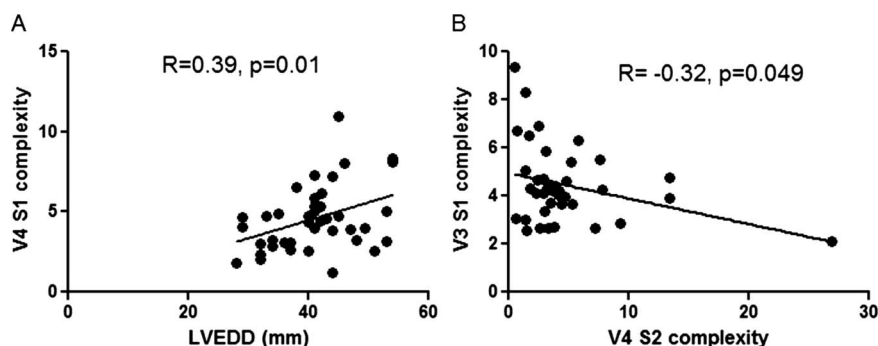 A
R=0.39, p=0.01
V4 S1 complexity
15
10
5
0
0 20 40 60
LVEDD (mm)
B
R= -0.32, p=0.049
V3 S1 complexity
10
8
6
4
2
0
0 10 20 30
V4 S2 complexity